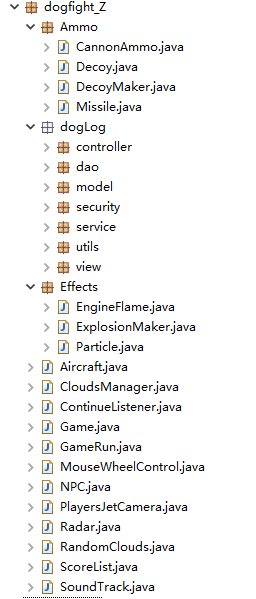 dogfight_Z
Ammo
CannonAmmo.java
Decoy.java
DecoyMaker.java
Missile.java
dogLog
controller
dao
model
security
service
utils
view
Effects
EngineFlame.java
ExplosionMaker.java
Particle.java
Aircraft.java
CloudsManager.java
ContinueListener.java
Game.java
GameRun.java
MouseWheelControl.java
NPC.java
PlayersJetCamera.java
Radar.java
RandomClouds.java
ScoreList.java
SoundTrack.java